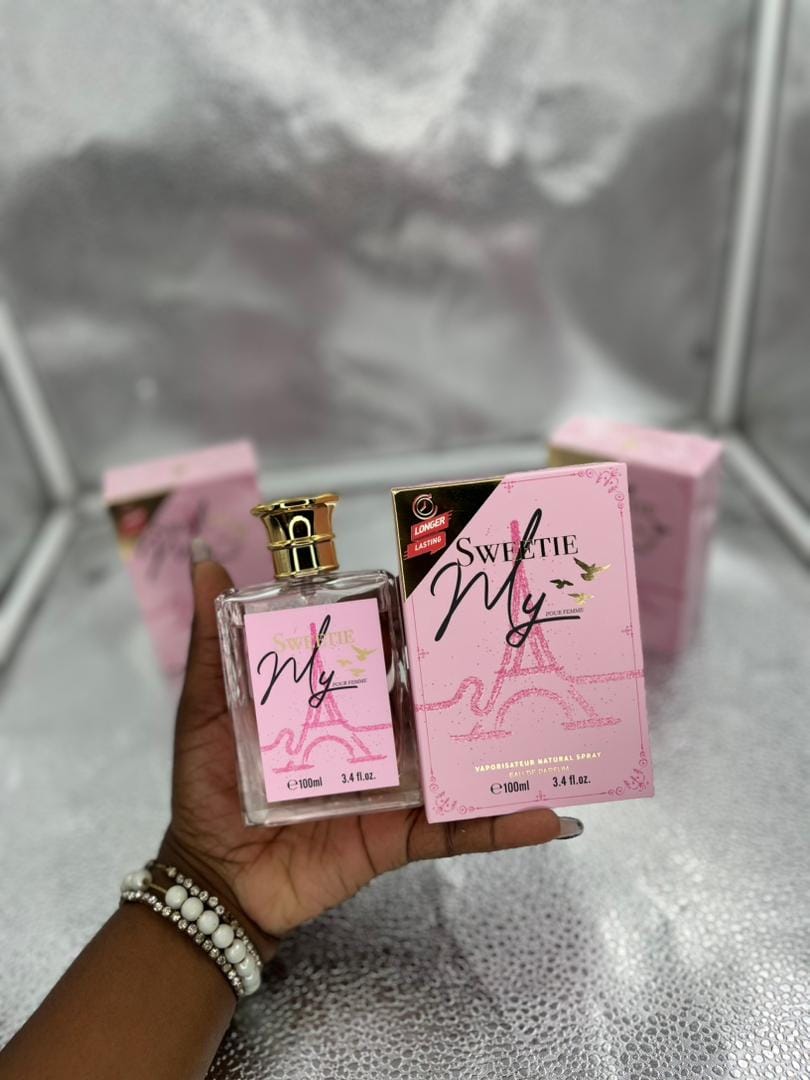 SWEETIE
My
POUR FEMME
℮100ml 3.4 fl.oz.
LONGER
LASTING
SWEETIE
My
POUR FEMME
VAPORISATEUR NATURAL SPRAY
EAU DE PARFUM
℮100ml 3.4 fl.oz.